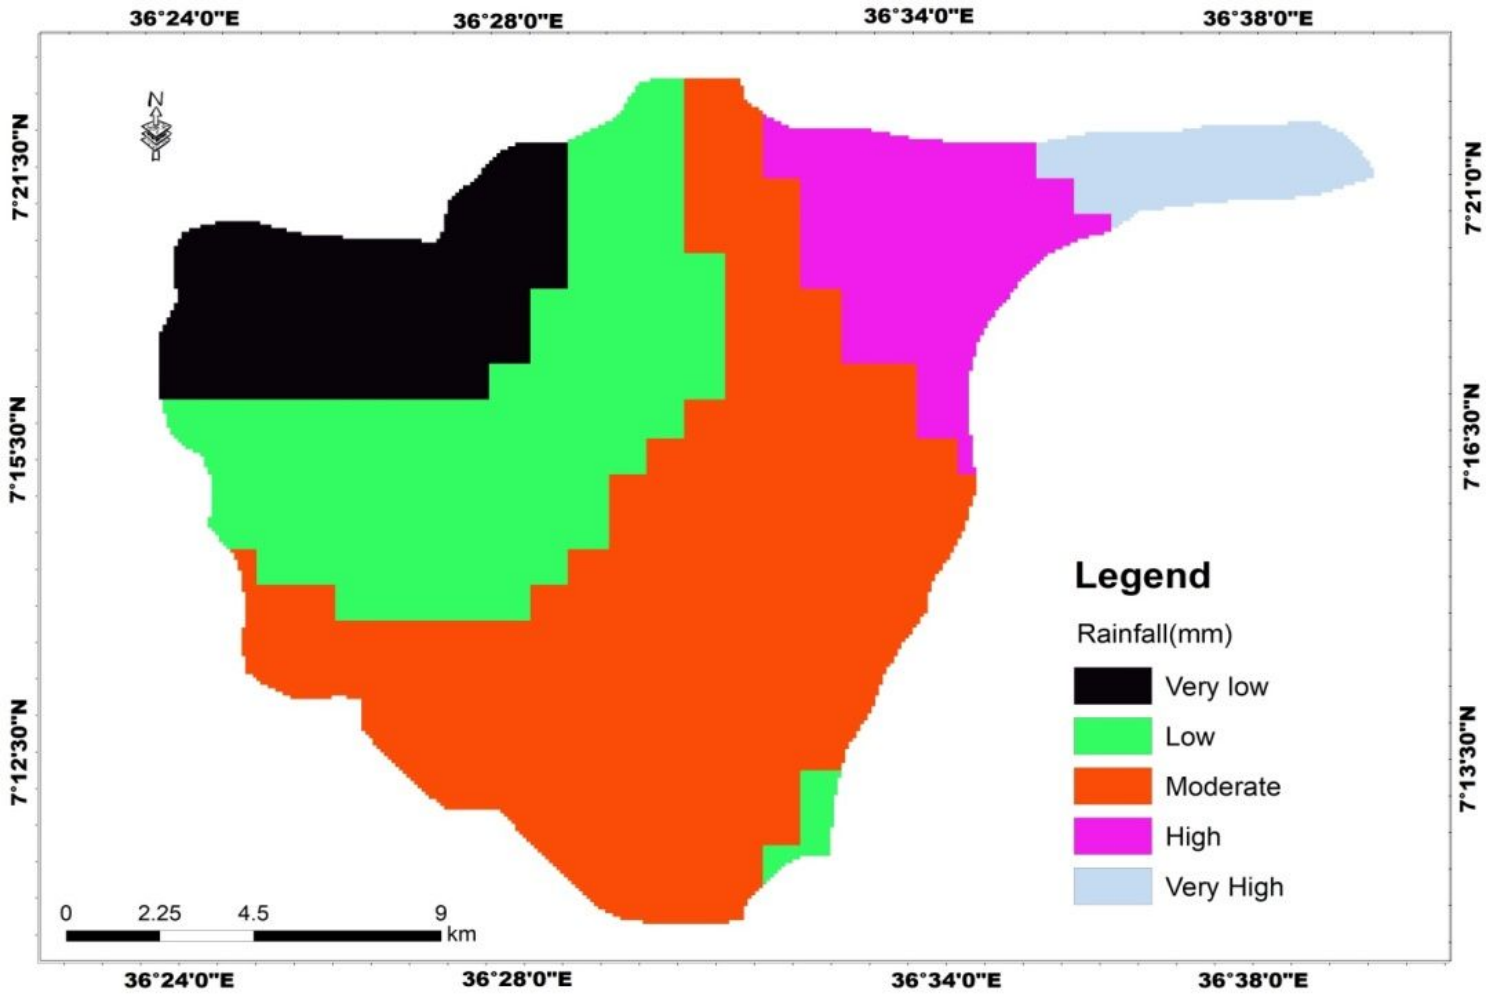 36°24'0"E 36°28'0"E 36°34'0"E 36°38'0"E
N
7°21'30"N
7°21'0"N
7°15'30"N
7°16'30"N
Legend
Rainfall(mm)
Very low
Low
Moderate
High
Very High
7°12'30"N
7°13'30"N
0 2.25 4.5 9
km
36°24'0"E 36°28'0"E 36°34'0"E 36°38'0"E